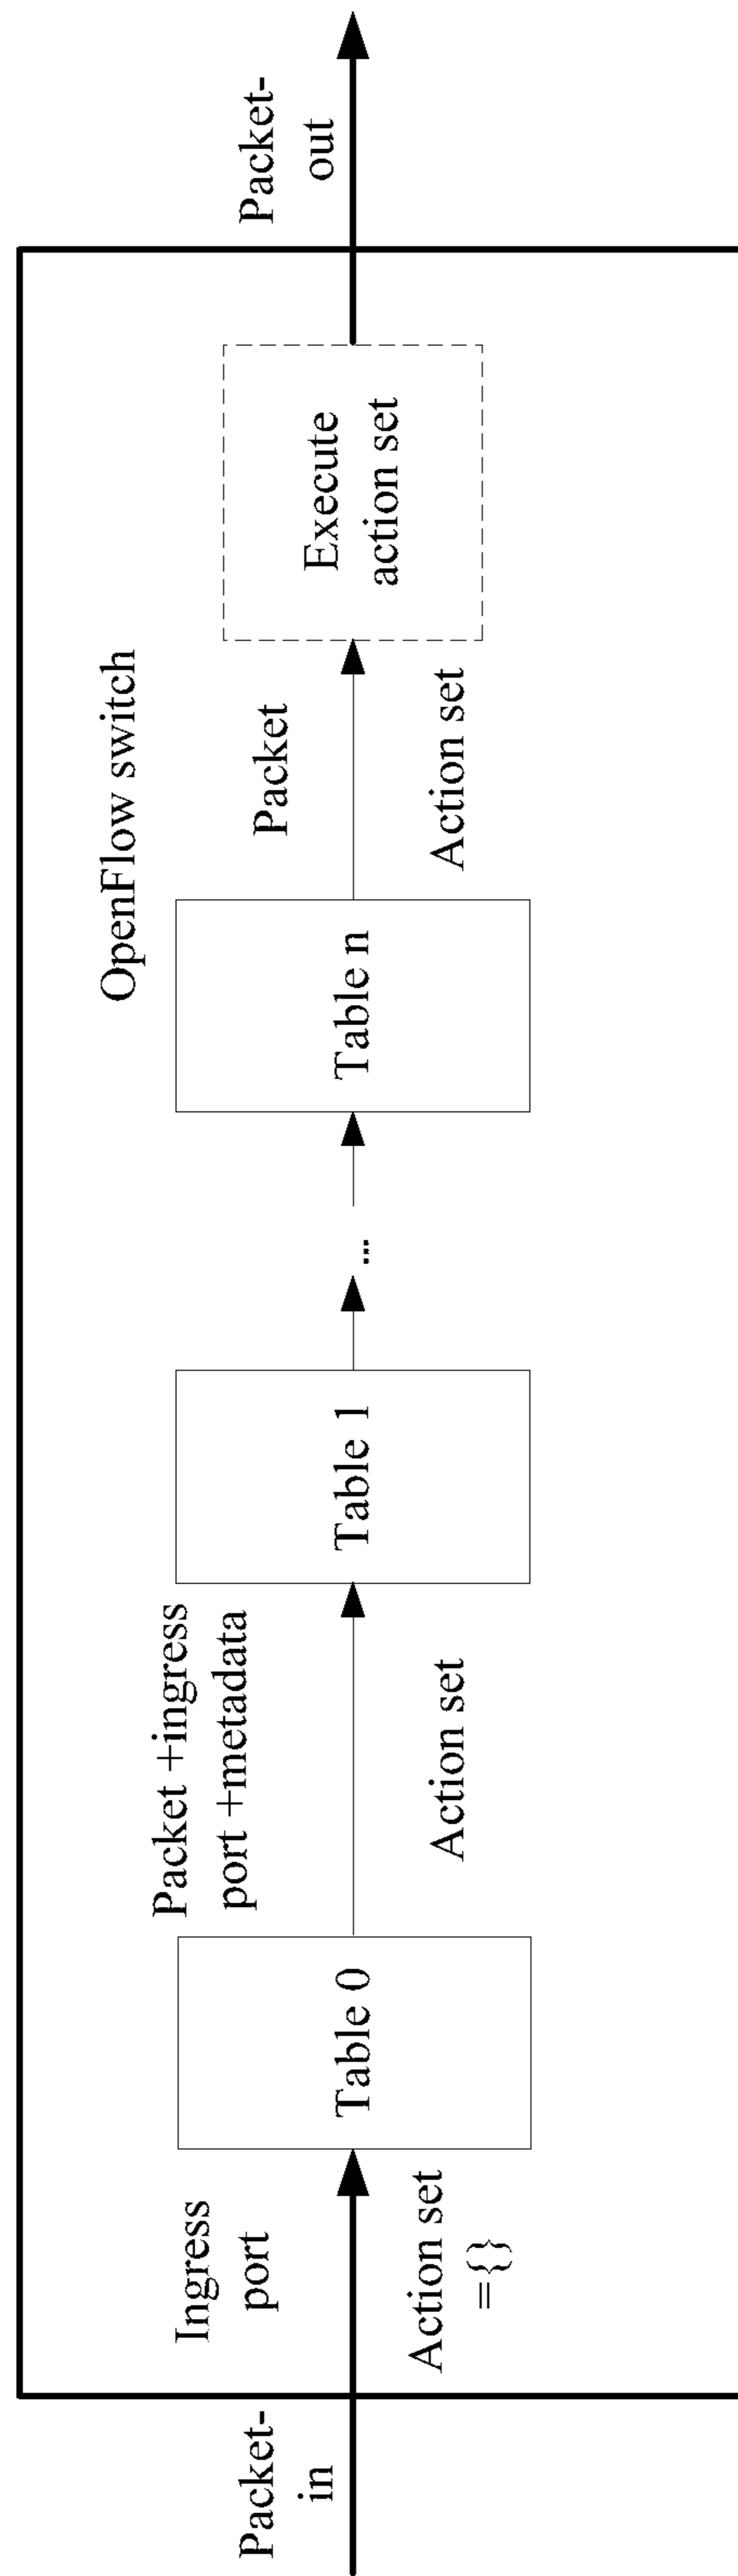 OpenFlow switch
Packet-
in
Ingress
port
Action set
={}
Table 0
Packet +ingress
port +metadata
Action set
Table 1
...
Table n
Packet
Action set
Execute
action set
Packet-
out